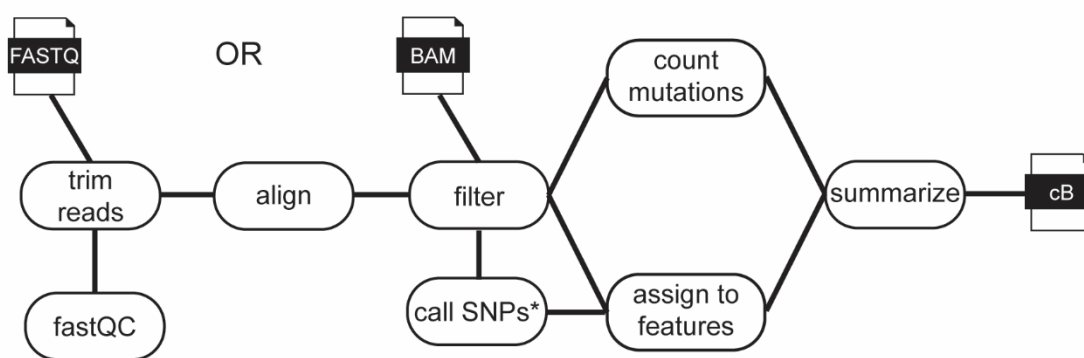 FASTQ
OR
BAM
count
mutations
trim
reads
align
filter
summarize
cB
fastQC
call SNPs*
assign to
features